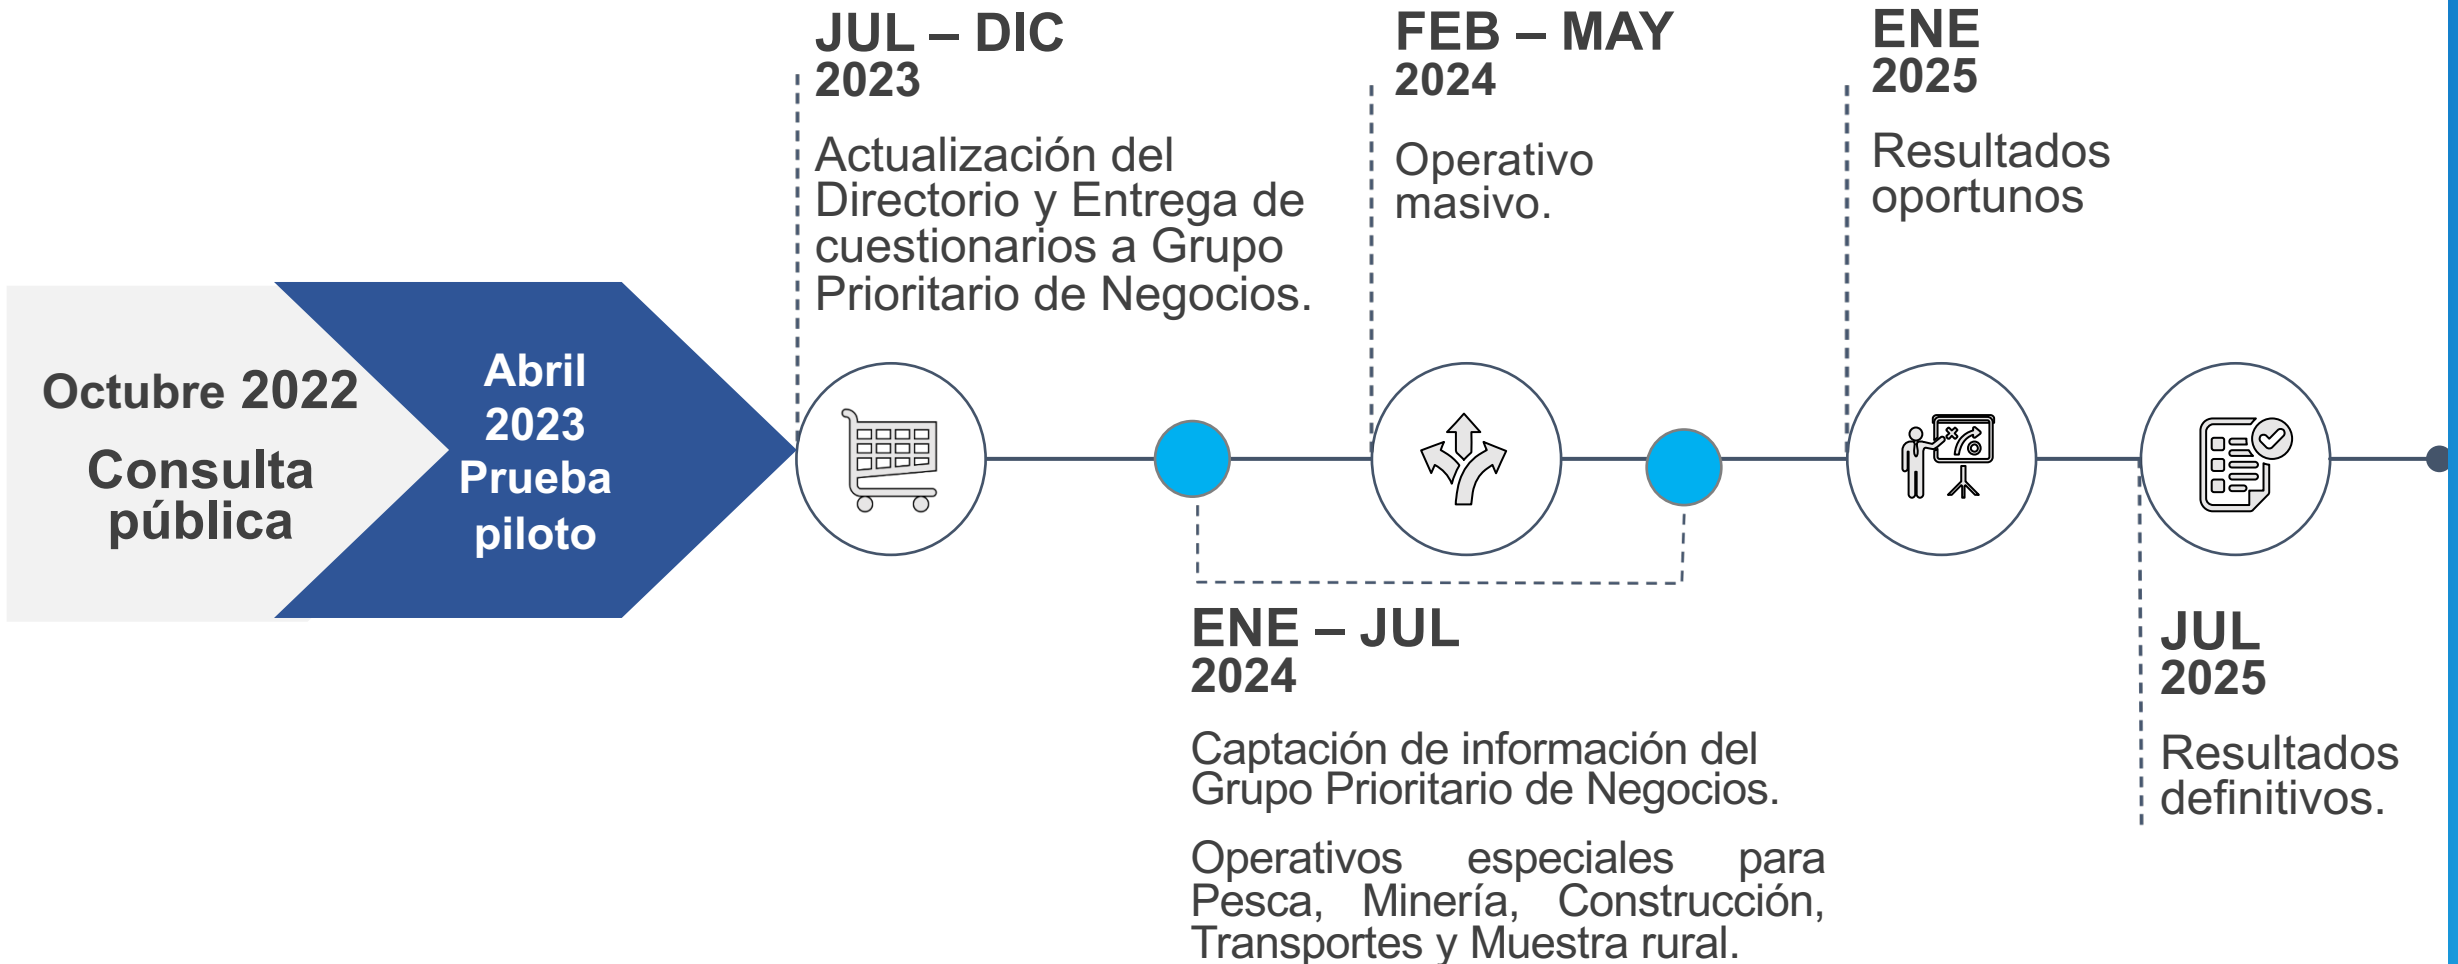 Octubre 2022
Consulta
pública
Abril
2023
Prueba
piloto
JUL – DIC
2023
Actualización del
Directorio y Entrega de
cuestionarios a Grupo
Prioritario de Negocios.
ENE – JUL
2024
Captación de información del
Grupo Prioritario de Negocios.
Operativos especiales para
Pesca, Minería, Construcción,
Transportes y Muestra rural.
FEB – MAY
2024
Operativo
masivo.
ENE
2025
Resultados
oportunos
JUL
2025
Resultados
definitivos.